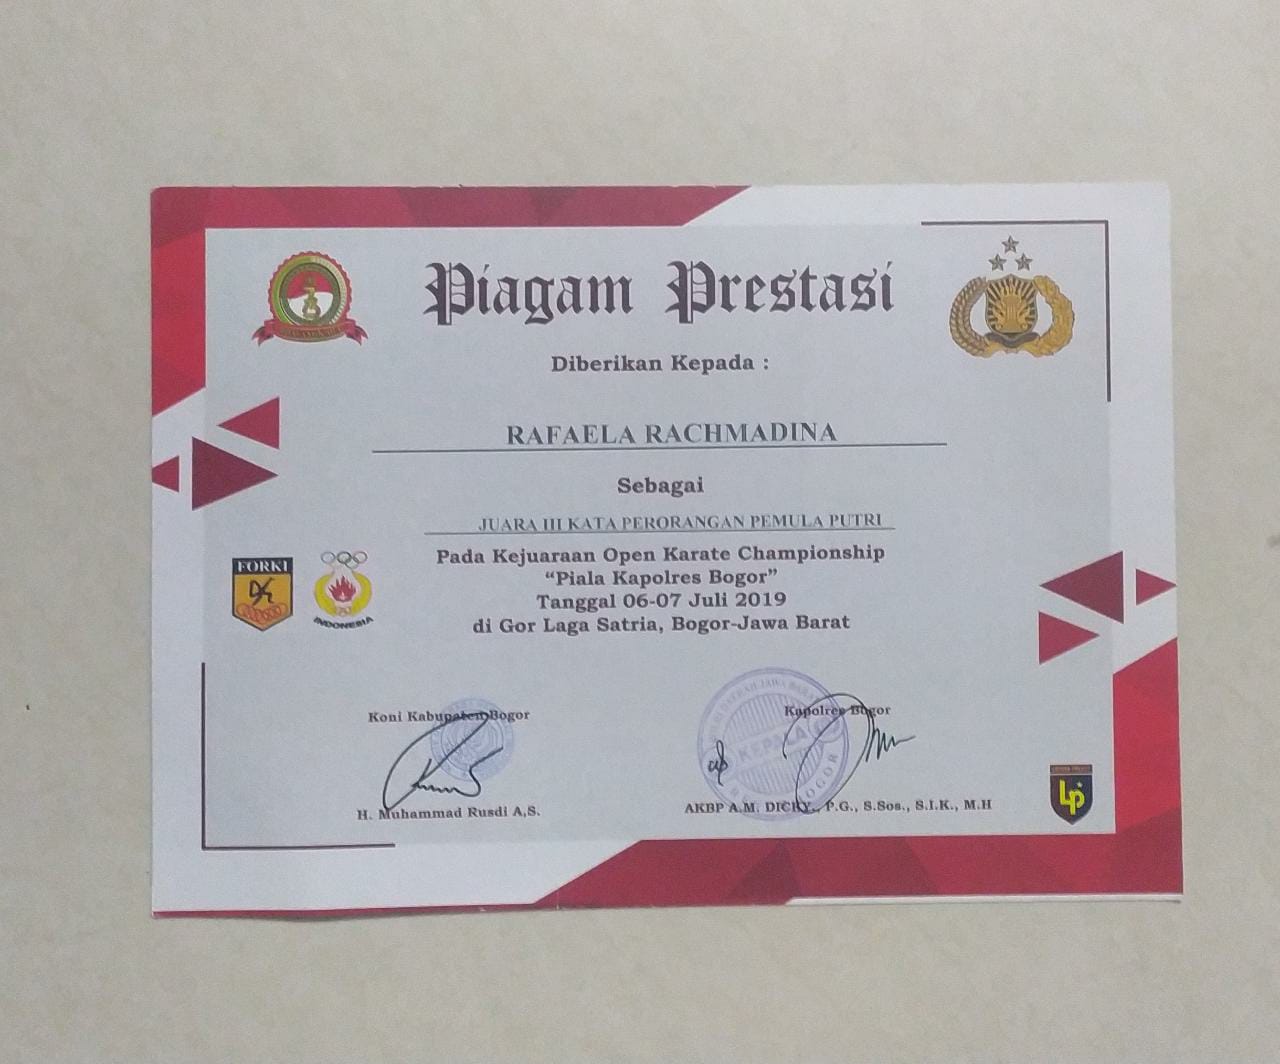 Piagam Prestasi
Diberikan Kepada :
RAFAELA RACHMADINA
Sebagai
JUARA III KATA PERORANGAN PEMULA PUTRI
Pada Kejuaraan Open Karate Championship
“Piala Kapolres Bogor”
Tanggal 06-07 Juli 2019
di Gor Laga Satria, Bogor-Jawa Barat
FORKI
INDONESIA
Koni Kabupaten Bogor
H. Muhammad Rusdi A,S.
Kapolres Bogor
KEPALA
BOGOR
AKBP A.M. DICKY., P.G., S.Sos., S.I.K., M.H
LP